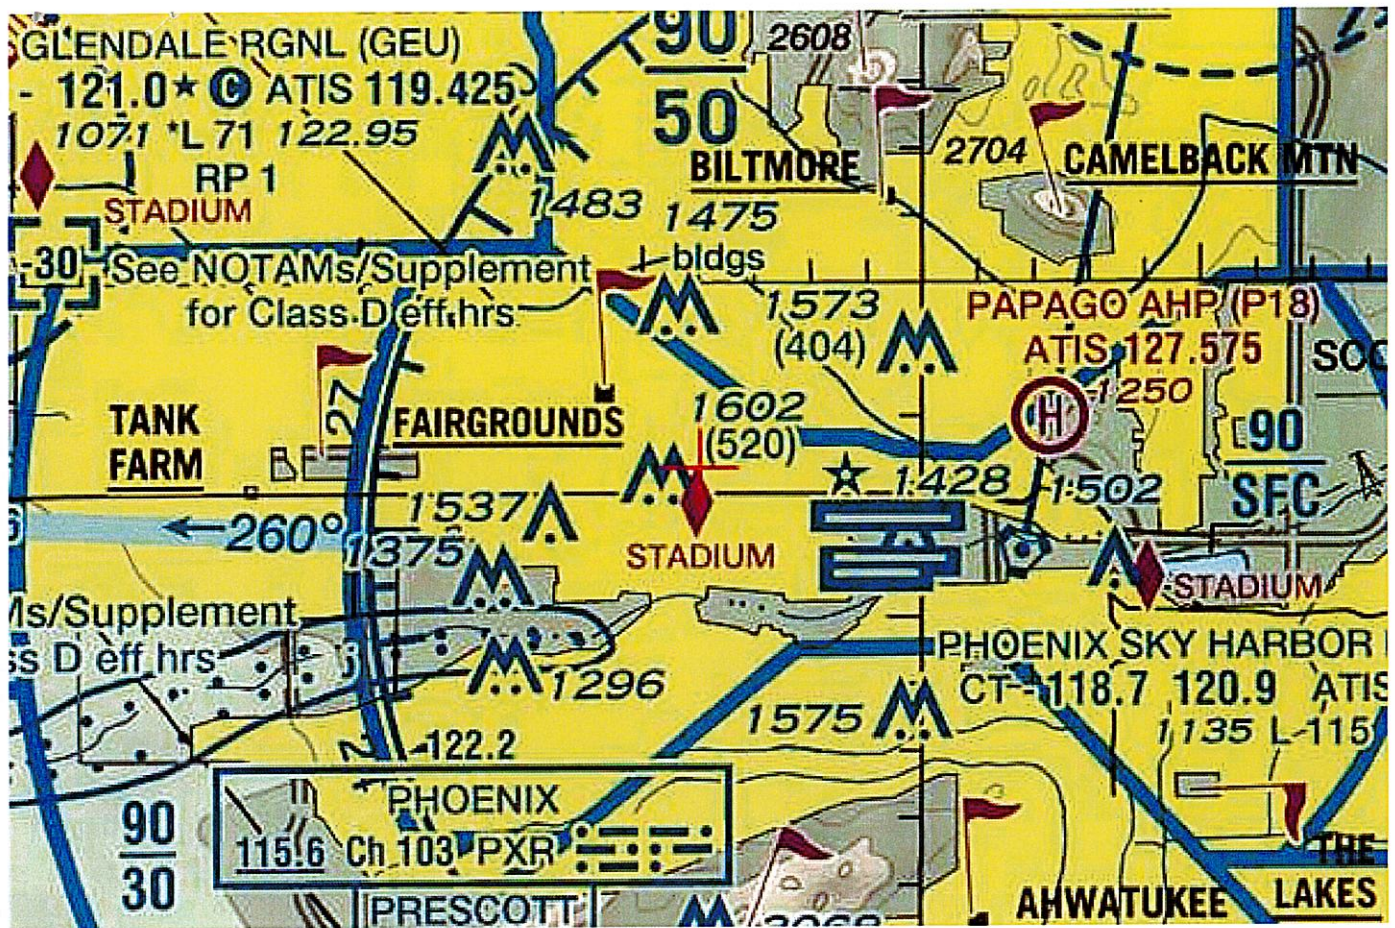 GLENDALE RGNL (GEU)
- 121.0★ C ATIS 119.425
1071 *L 71 122.95
RP 1
STADIUM
90
50
2608
BILTMORE
2704
CAMELBACK MTN
1483
1475
bldgs
-30
See NOTAMs/Supplement
for Class D eff hrs.
1573
(404)
PAPAGO AHP (P18)
ATIS 127.575
H
1250
27
TANK
FARM
FAIRGROUNDS
1602
(520)
90
SFC
1537
1428
1502
←260°
1375
STADIUM
STADIUM
Ms/Supplement
ss D eff hrs
1296
PHOENIX SKY HARBOR
CT - 118.7 120.9 ATIS
1135 L 115
1575
122.2
PHOENIX
115.6 Ch 103 PXR
PRESCOTT
90
30
3068
AHWATUKEE
THE
LAKES